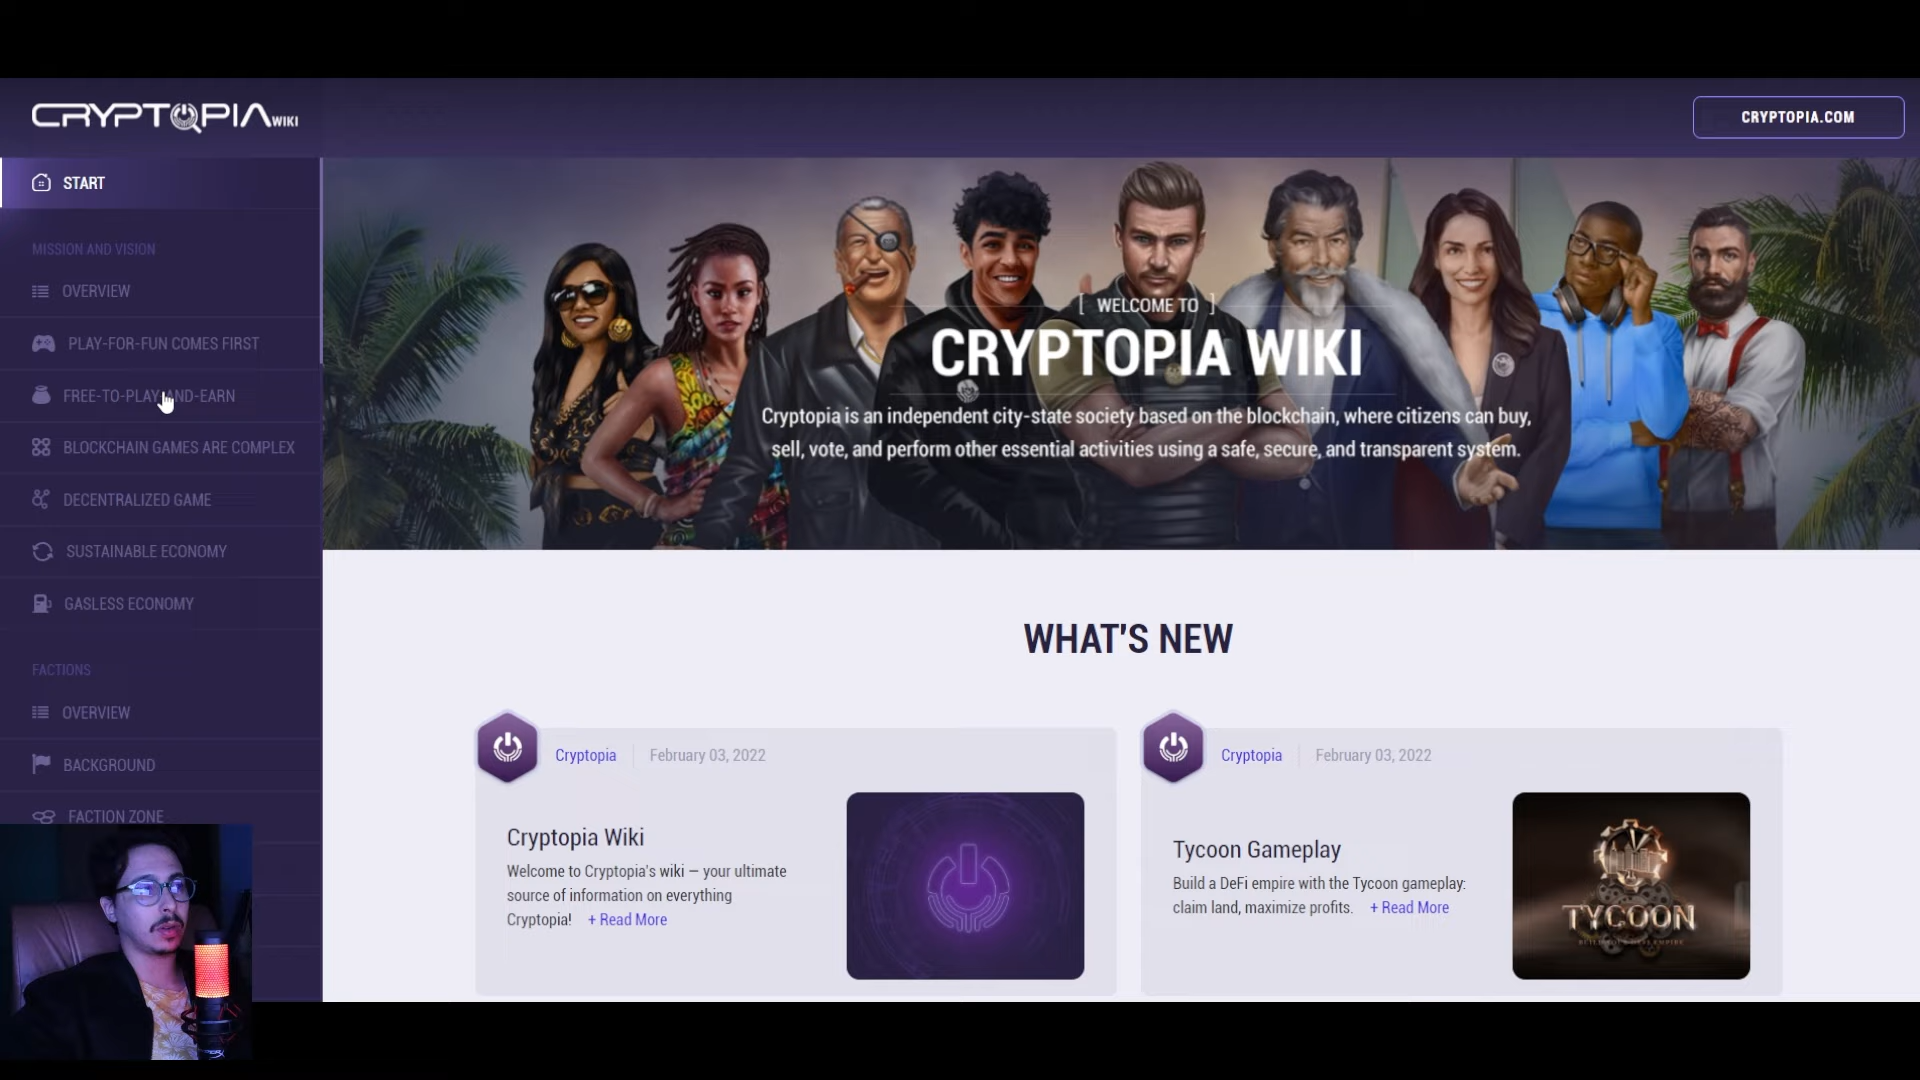 CRYPTOPIA WIKI
CRYPTOPIA.COM
START
MISSION AND VISION
OVERVIEW
PLAY-FOR-FUN COMES FIRST
FREE-TO-PLAY-AND-EARN
BLOCKCHAIN GAMES ARE COMPLEX
DECENTRALIZED GAME
SUSTAINABLE ECONOMY
GASLESS ECONOMY
FACTIONS
OVERVIEW
BACKGROUND
FACTION ZONE
[ WELCOME TO ]
CRYPTOPIA WIKI
Cryptopia is an independent city-state society based on the blockchain, where citizens can buy,
sell, vote, and perform other essential activities using a safe, secure, and transparent system.
WHAT'S NEW
Cryptopia February 03, 2022
Cryptopia Wiki
Welcome to Cryptopia's wiki — your ultimate
source of information on everything
Cryptopia! + Read More
Cryptopia February 03, 2022
Tycoon Gameplay
Build a DeFi empire with the Tycoon gameplay:
claim land, maximize profits. + Read More
TYCOON
BUILD YOUR DEFI EMPIRE